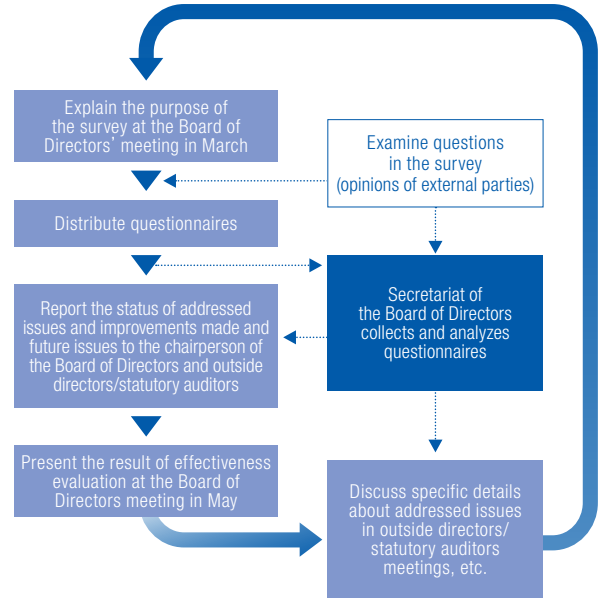 Explain the purpose of
the survey at the Board of
Directors’ meeting in March
Examine questions
in the survey
(opinions of external parties)
Distribute questionnaires
Secretariat of
the Board of Directors
collects and analyzes
questionnaires
Report the status of addressed
issues and improvements made and
future issues to the chairperson of
the Board of Directors and outside
directors/statutory auditors
Present the result of effectiveness
evaluation at the Board of
Directors meeting in May
Discuss specific details
about addressed issues
in outside directors/
statutory auditors
meetings, etc.